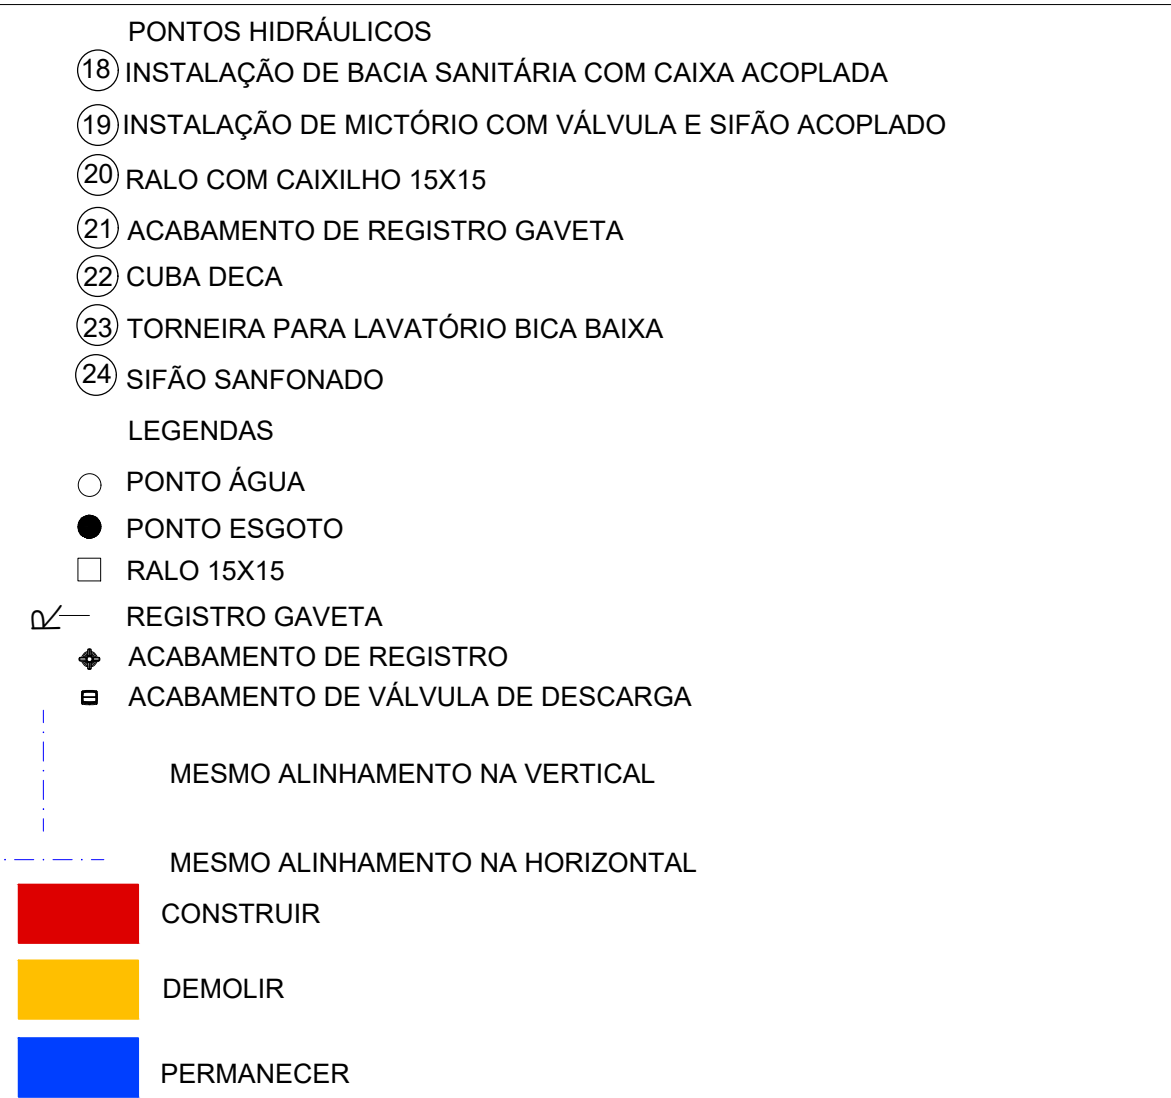 PONTOS HIDRÁULICOS
18 INSTALAÇÃO DE BACIA SANITÁRIA COM CAIXA ACOPLADA
19 INSTALAÇÃO DE MICTÓRIO COM VÁLVULA E SIFÃO ACOPLADO
20 RALO COM CAIXILHO 15X15
21 ACABAMENTO DE REGISTRO GAVETA
22 CUBA DECA
23 TORNEIRA PARA LAVATÓRIO BICA BAIXA
24 SIFÃO SANFONADO
LEGENDAS
PONTO ÁGUA
PONTO ESGOTO
RALO 15X15
R REGISTRO GAVETA
ACABAMENTO DE REGISTRO
ACABAMENTO DE VÁLVULA DE DESCARGA
MESMO ALINHAMENTO NA VERTICAL
MESMO ALINHAMENTO NA HORIZONTAL
CONSTRUIR
DEMOLIR
PERMANECER